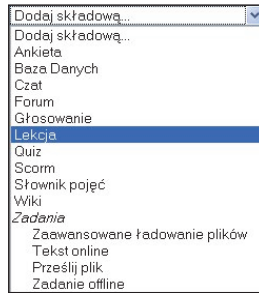 Dodaj składową...
Dodaj składową...
Ankieta
Baza Danych
Czat
Forum
Głosowanie
Lekcja
Quiz
Scorm
Słownik pojęć
Wiki
Zadania
Zaawansowane ładowanie plików
Tekst online
Prześlij plik
Zadanie offline